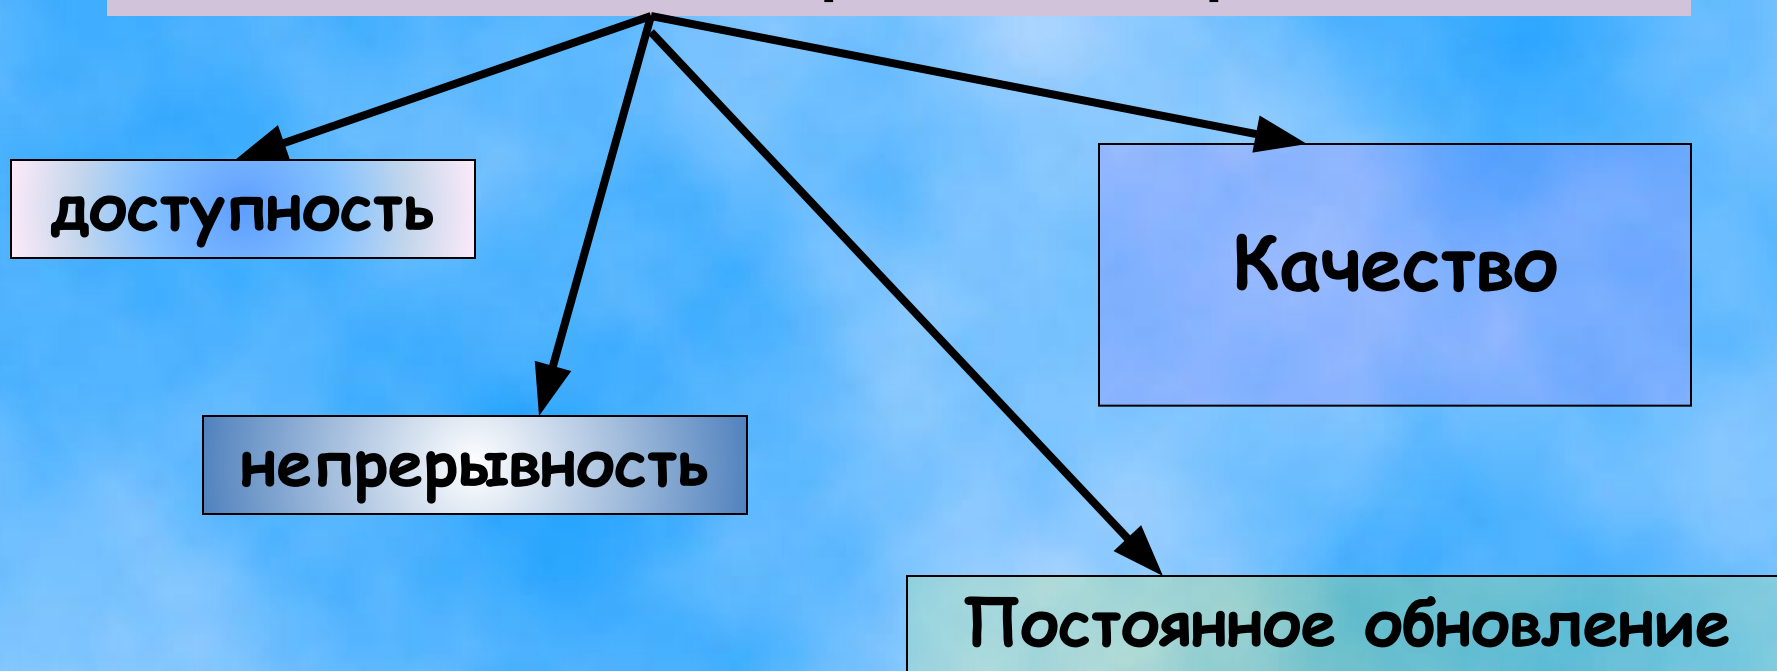 доступность
Качество
непрерывность
Постоянное обновление